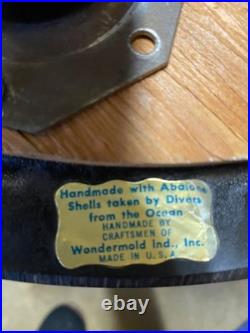 Handmade with Abalone
Shells taken by Divers
from the Ocean
HANDMADE BY
CRAFTSMEN OF
Wondermold Ind., Inc.
MADE IN U.S.A.